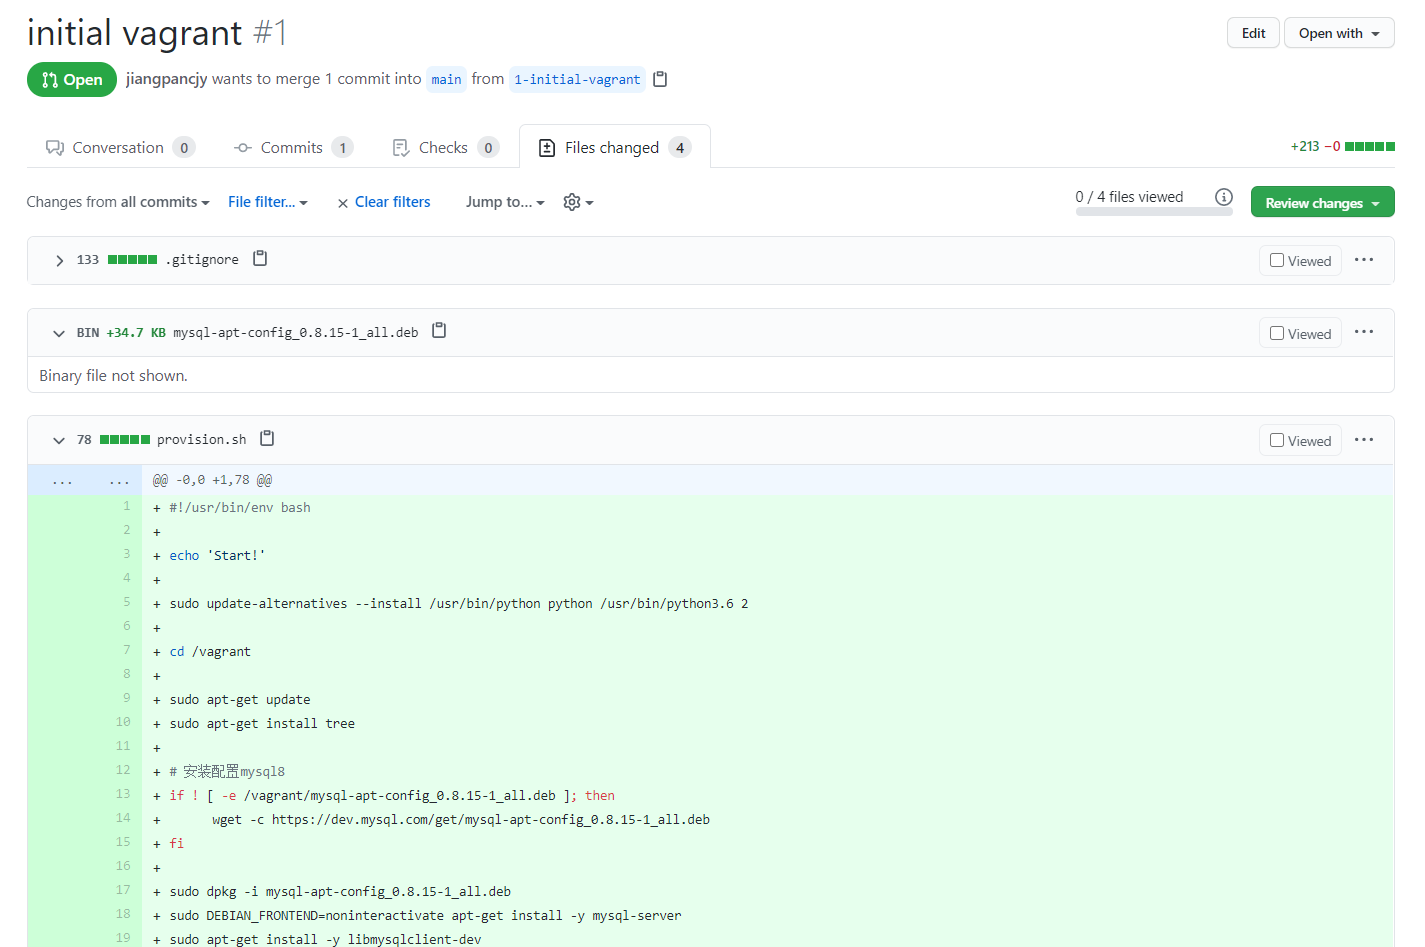 initial vagrant #1
Edit
Open with
Open
jiangpancjy wants to merge 1 commit into main from 1-initial-vagrant
Conversation 0
Commits 1
Checks 0
Files changed 4
+213 −0
Changes from all commits
File filter...
× Clear filters
Jump to...
0 / 4 files viewed
Review changes
133 .gitignore
Viewed
...
BIN +34.7 KB mysql-apt-config_0.8.15-1_all.deb
Viewed
...
Binary file not shown.
78 provision.sh
Viewed
...
... ... @@ -0,0 +1,78 @@
1 + #!/usr/bin/env bash
2 +
3 + echo 'Start!'
4 +
5 + sudo update-alternatives --install /usr/bin/python python /usr/bin/python3.6 2
6 +
7 + cd /vagrant
8 +
9 + sudo apt-get update
10 + sudo apt-get install tree
11 +
12 + # 安装配置mysql8
13 + if ! [ -e /vagrant/mysql-apt-config_0.8.15-1_all.deb ]; then
14 + wget -c https://dev.mysql.com/get/mysql-apt-config_0.8.15-1_all.deb
15 + fi
16 +
17 + sudo dpkg -i mysql-apt-config_0.8.15-1_all.deb
18 + sudo DEBIAN_FRONTEND=noninteractivate apt-get install -y mysql-server
19 + sudo apt-get install -y libmysqlclient-dev